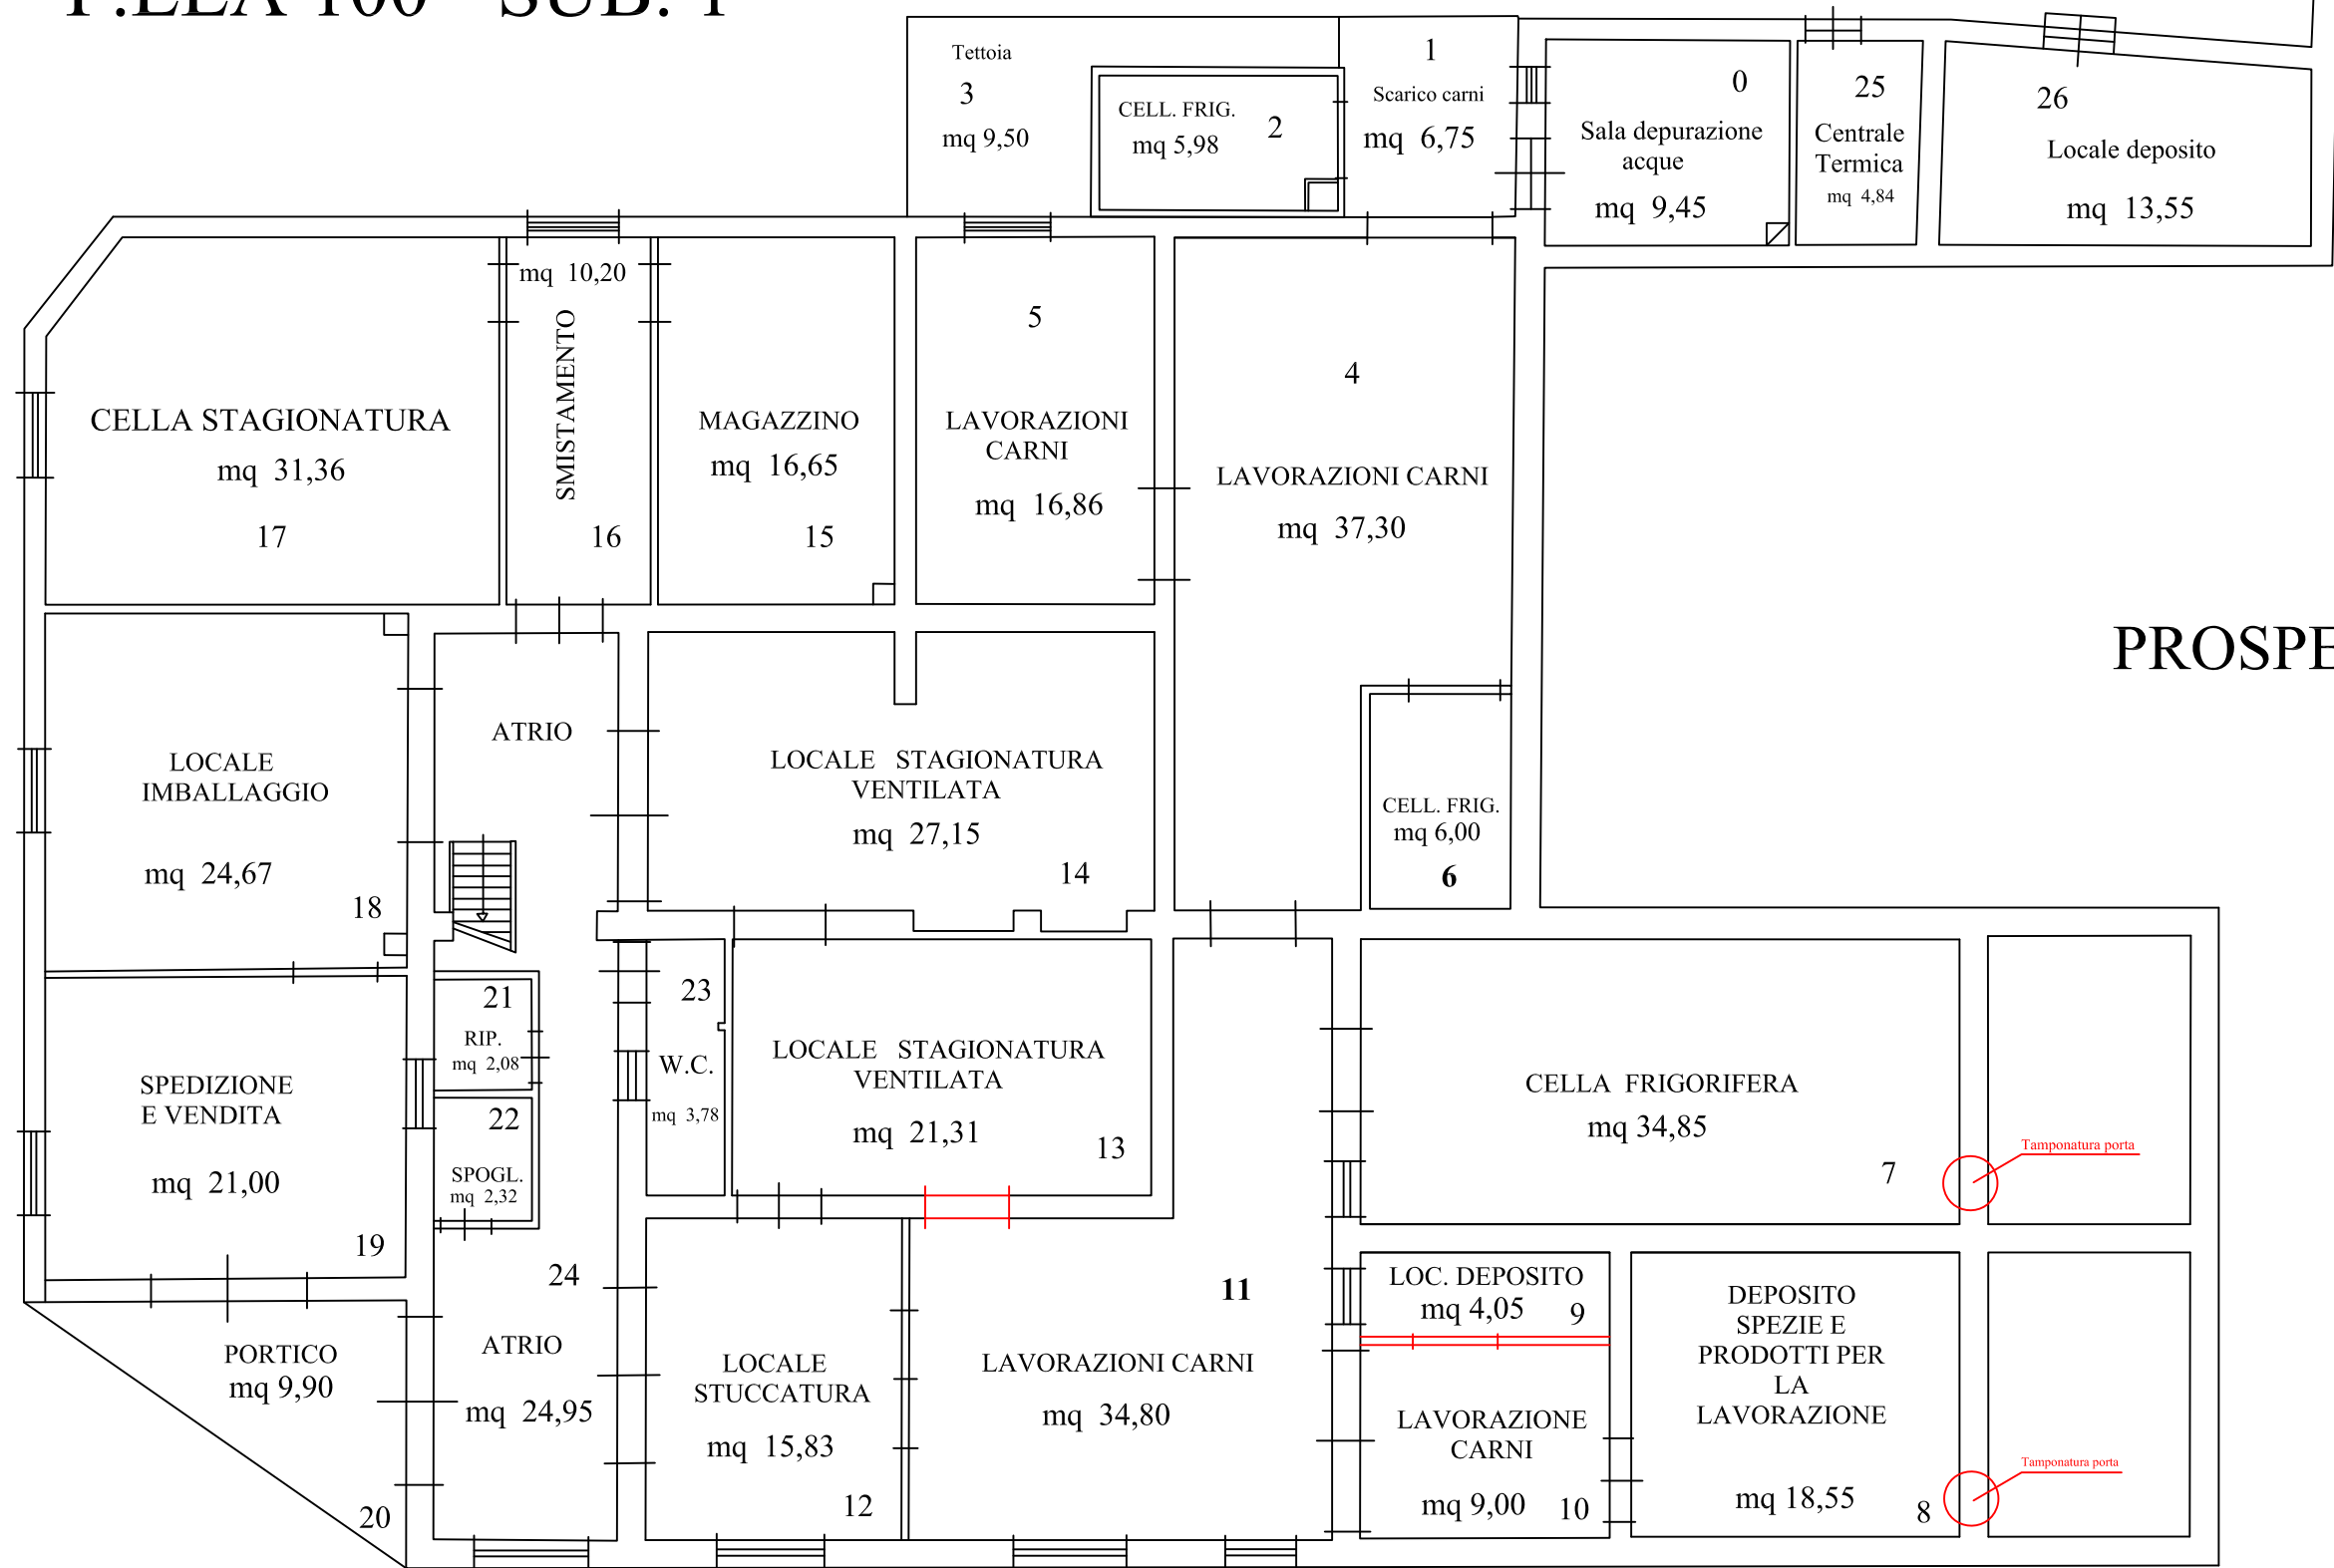 P.LLA 100 SUB. 1
Tettoia
3
mq 9,50
CELL. FRIG.
mq 5,98
2
1
Scarico carni
mq 6,75
0
Sala depurazione
acque
mq 9,45
25
Centrale
Termica
mq 4,84
26
Locale deposito
mq 13,55
CELLA STAGIONATURA
mq 31,36
17
mq 10,20
SMISTAMENTO
16
MAGAZZINO
mq 16,65
15
5
LAVORAZIONI
CARNI
mq 16,86
4
LAVORAZIONI CARNI
mq 37,30
PROSPE
LOCALE
IMBALLAGGIO
mq 24,67
18
ATRIO
LOCALE STAGIONATURA
VENTILATA
mq 27,15
14
CELL. FRIG.
mq 6,00
6
SPEDIZIONE
E VENDITA
mq 21,00
19
21
RIP.
mq 2,08
22
SPOGL.
mq 2,32
23
W.C.
mq 3,78
LOCALE STAGIONATURA
VENTILATA
mq 21,31
13
CELLA FRIGORIFERA
mq 34,85
7
Tamponatura porta
PORTICO
mq 9,90
20
24
ATRIO
mq 24,95
LOCALE
STUCCATURA
mq 15,83
12
11
LAVORAZIONI CARNI
mq 34,80
LOC. DEPOSITO
mq 4,05
9
LAVORAZIONE
CARNI
mq 9,00
10
DEPOSITO
SPEZIE E
PRODOTTI PER
LA
LAVORAZIONE
mq 18,55
8
Tamponatura porta